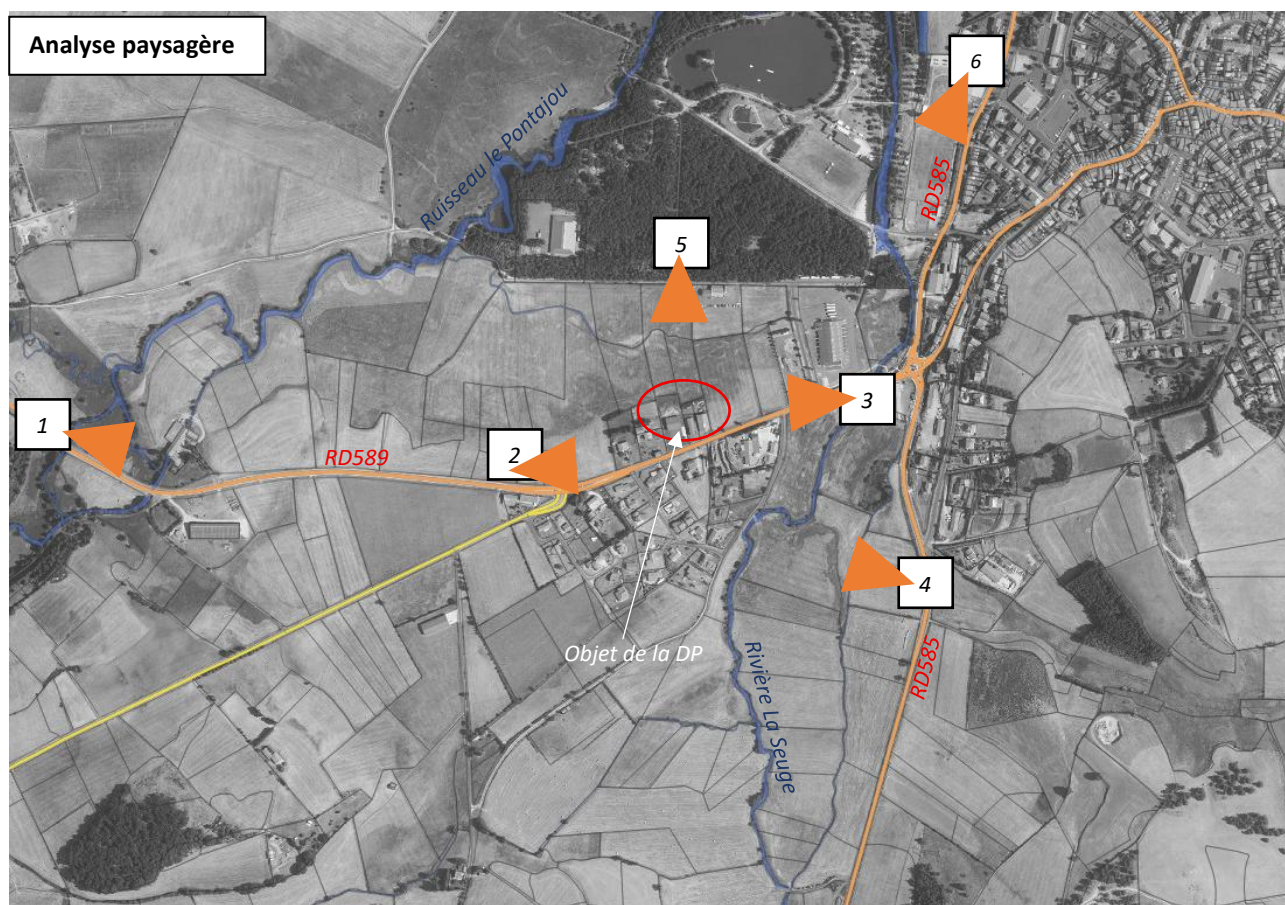 Analyse paysagère
6
Ruisseau le Pontajou
RD585
5
1
3
2
RD589
4
Objet de la DP
RD585
Rivière La Seuge